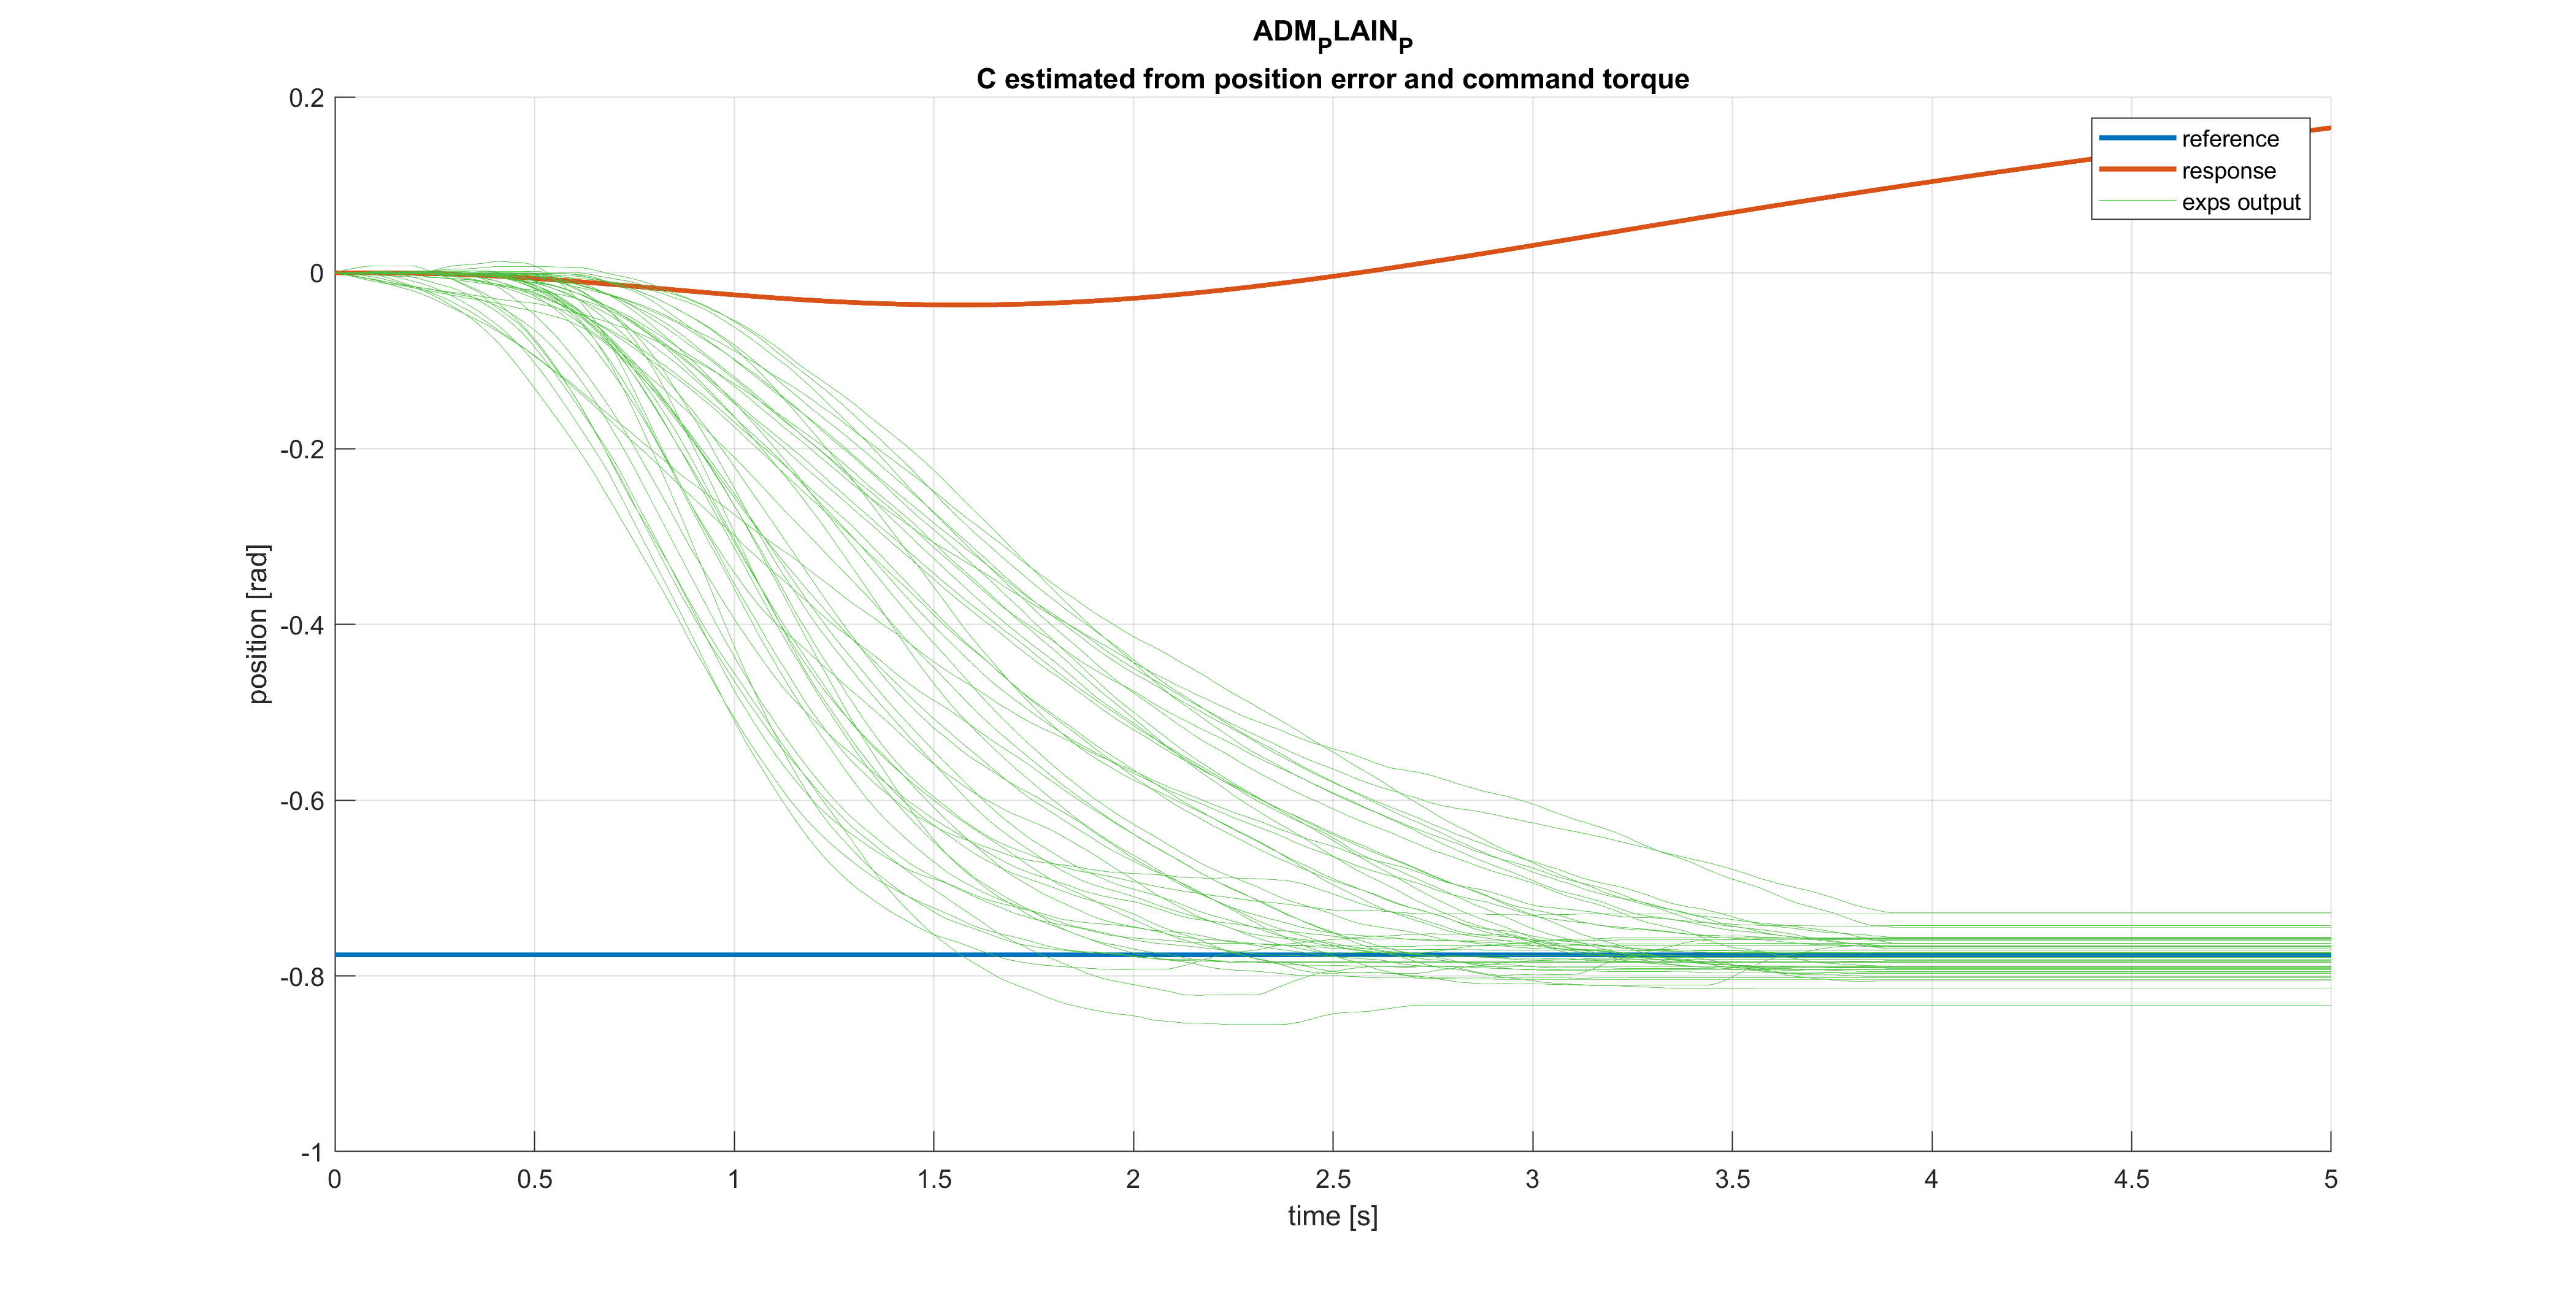 ADMPLAINP
C estimated from position error and command torque
0.2
0
-0.2
-0.4
-0.6
-0.8
-1
position [rad]
reference
response
exps output
0 0.5 1 1.5 2 2.5 3 3.5 4 4.5 5
time [s]